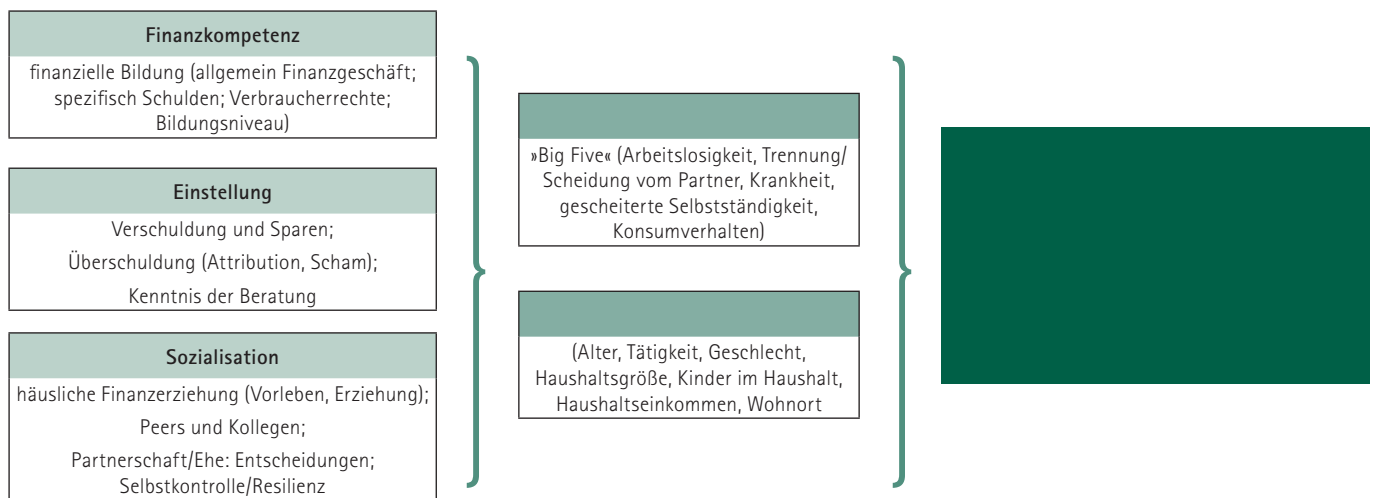 Finanzkompetenz
finanzielle Bildung (allgemein Finanzgeschäft;
spezifisch Schulden; Verbraucherrechte;
Bildungsniveau)
Einstellung
Verschuldung und Sparen;
Überschuldung (Attribution, Scham);
Kenntnis der Beratung
Sozialisation
häusliche Finanzerziehung (Vorleben, Erziehung);
Peers und Kollegen;
Partnerschaft/Ehe: Entscheidungen;
Selbstkontrolle/Resilienz
»Big Five« (Arbeitslosigkeit, Trennung/
Scheidung vom Partner, Krankheit,
gescheiterte Selbstständigkeit,
Konsumverhalten)
(Alter, Tätigkeit, Geschlecht,
Haushaltsgröße, Kinder im Haushalt,
Haushaltseinkommen, Wohnort